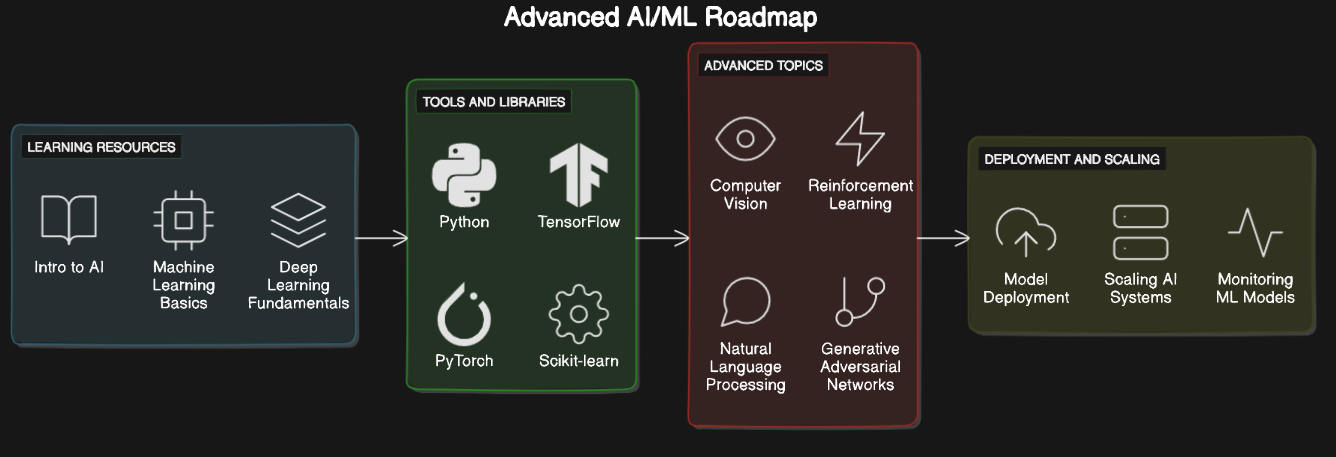 Advanced AI/ML Roadmap
LEARNING RESOURCES
Intro to AI
Machine
Learning
Basics
Deep
Learning
Fundamentals
TOOLS AND LIBRARIES
Python
TensorFlow
PyTorch
Scikit-learn
ADVANCED TOPICS
Computer
Vision
Reinforcement
Learning
Natural
Language
Processing
Generative
Adversarial
Networks
DEPLOYMENT AND SCALING
Model
Deployment
Scaling AI
Systems
Monitoring
ML Models